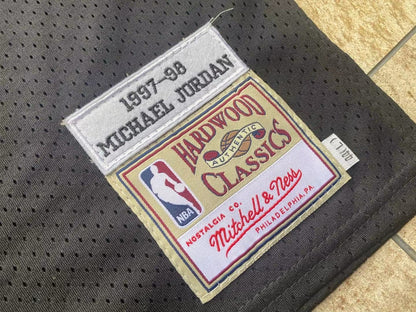 1997-98
MICHAEL JORDAN
HARDWOOD
AUTHENTIC
CLASSICS
NBA
NOSTALGIA CO.
Mitchell & Ness
PHILADELPHIA, PA.